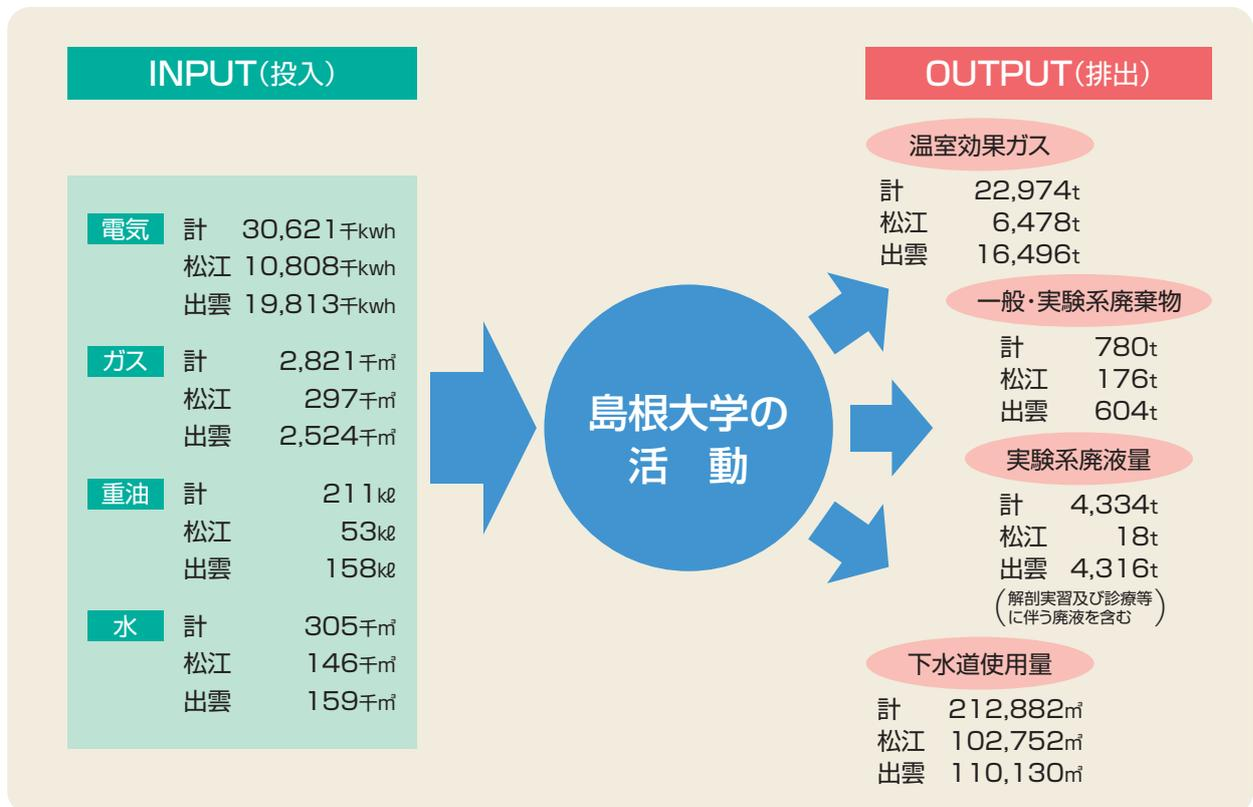 INPUT（投入）
電気 計 30,621千kwh
松江 10,808千kwh
出雲 19,813千kwh
ガス 計 2,821千㎥
松江 297千㎥
出雲 2,524千㎥
重油 計 211kℓ
松江 53kℓ
出雲 158kℓ
水 計 305千㎥
松江 146千㎥
出雲 159千㎥
島根大学の
活　動
OUTPUT（排出）
温室効果ガス
計 22,974t
松江 6,478t
出雲 16,496t
一般・実験系廃棄物
計 780t
松江 176t
出雲 604t
実験系廃液量
計 4,334t
松江 18t
出雲 4,316t
（解剖実習及び診療等
に伴う廃液を含む）
下水道使用量
計 212,882㎥
松江 102,752㎥
出雲 110,130㎥